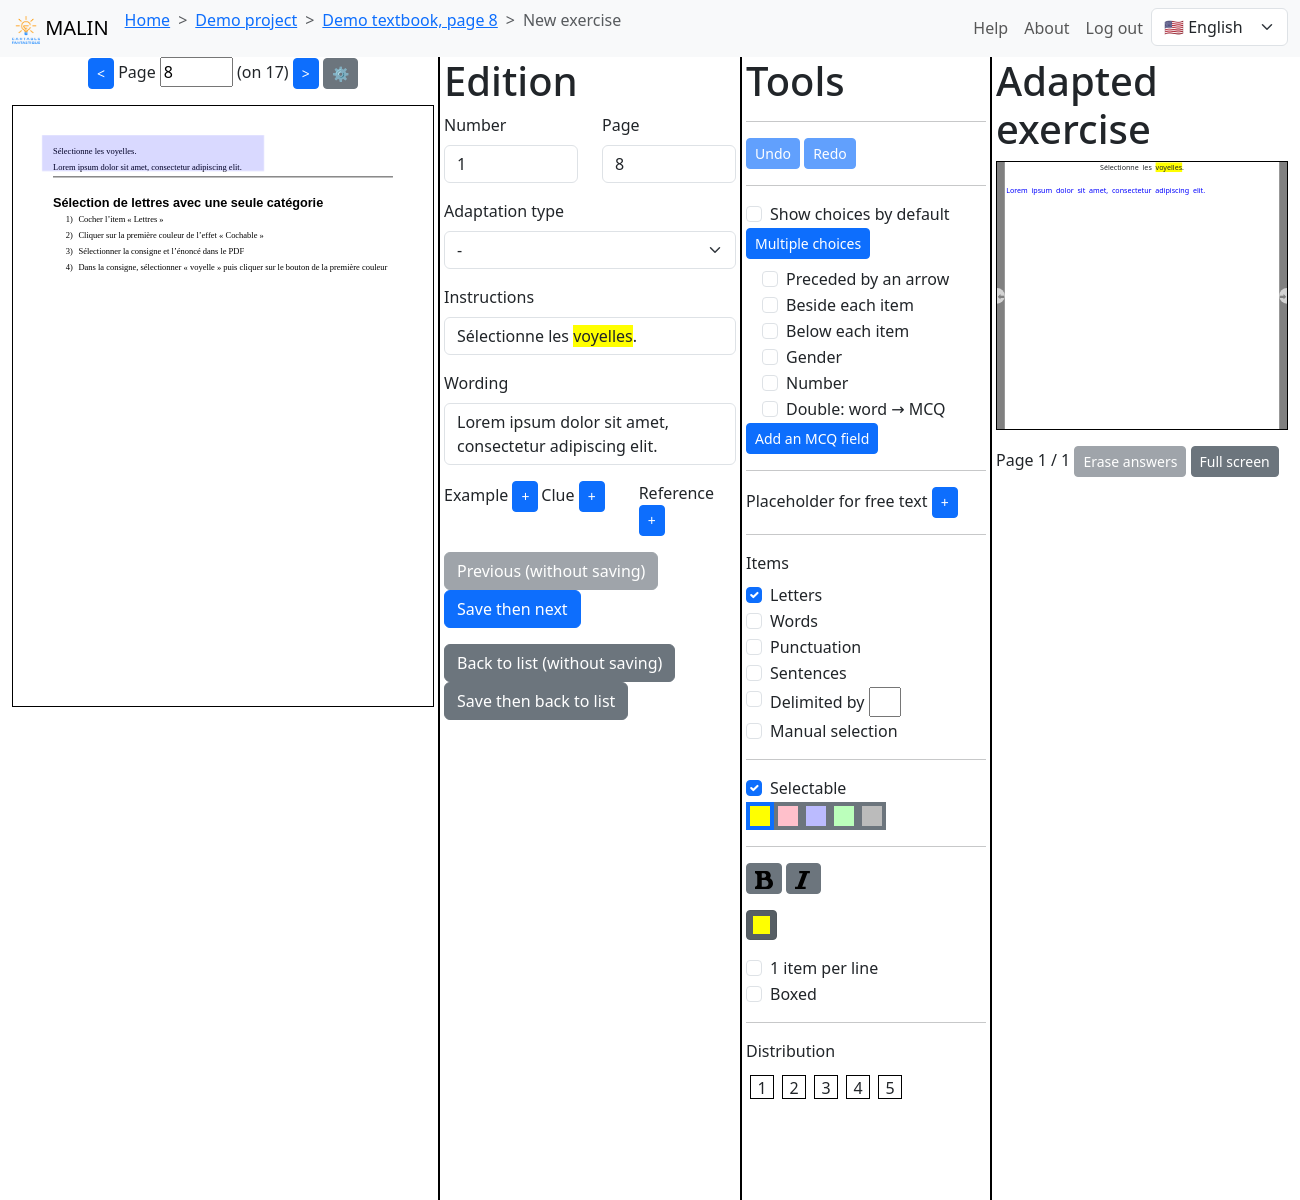 MALIN
Home > Demo project > Demo textbook, page 8 > New exercise
Help About Log out 🇺🇸 English
< Page 8 (on 17) > ⚙️
Sélectionne les voyelles.
Lorem ipsum dolor sit amet, consectetur adipiscing elit.
Sélection de lettres avec une seule catégorie
1) Cocher l’item « Lettres »
2) Cliquer sur la première couleur de l’effet « Cochable »
3) Sélectionner la consigne et l’énoncé dans le PDF
4) Dans la consigne, sélectionner « voyelle » puis cliquer sur le bouton de la première couleur
Edition
Number Page
1 8
Adaptation type
-
Instructions
Sélectionne les voyelles.
Wording
Lorem ipsum dolor sit amet,
consectetur adipiscing elit.
Example + Clue + Reference
+
Previous (without saving)
Save then next
Back to list (without saving)
Save then back to list
Tools
Undo Redo
Show choices by default
Multiple choices
Preceded by an arrow
Beside each item
Below each item
Gender
Number
Double: word → MCQ
Add an MCQ field
Placeholder for free text +
Items
Letters
Words
Punctuation
Sentences
Delimited by
Manual selection
Selectable
B I
1 item per line
Boxed
Distribution
1 2 3 4 5
Adapted
exercise
Sélectionne les voyelles.
Lorem ipsum dolor sit amet, consectetur adipiscing elit.
Page 1 / 1 Erase answers Full screen